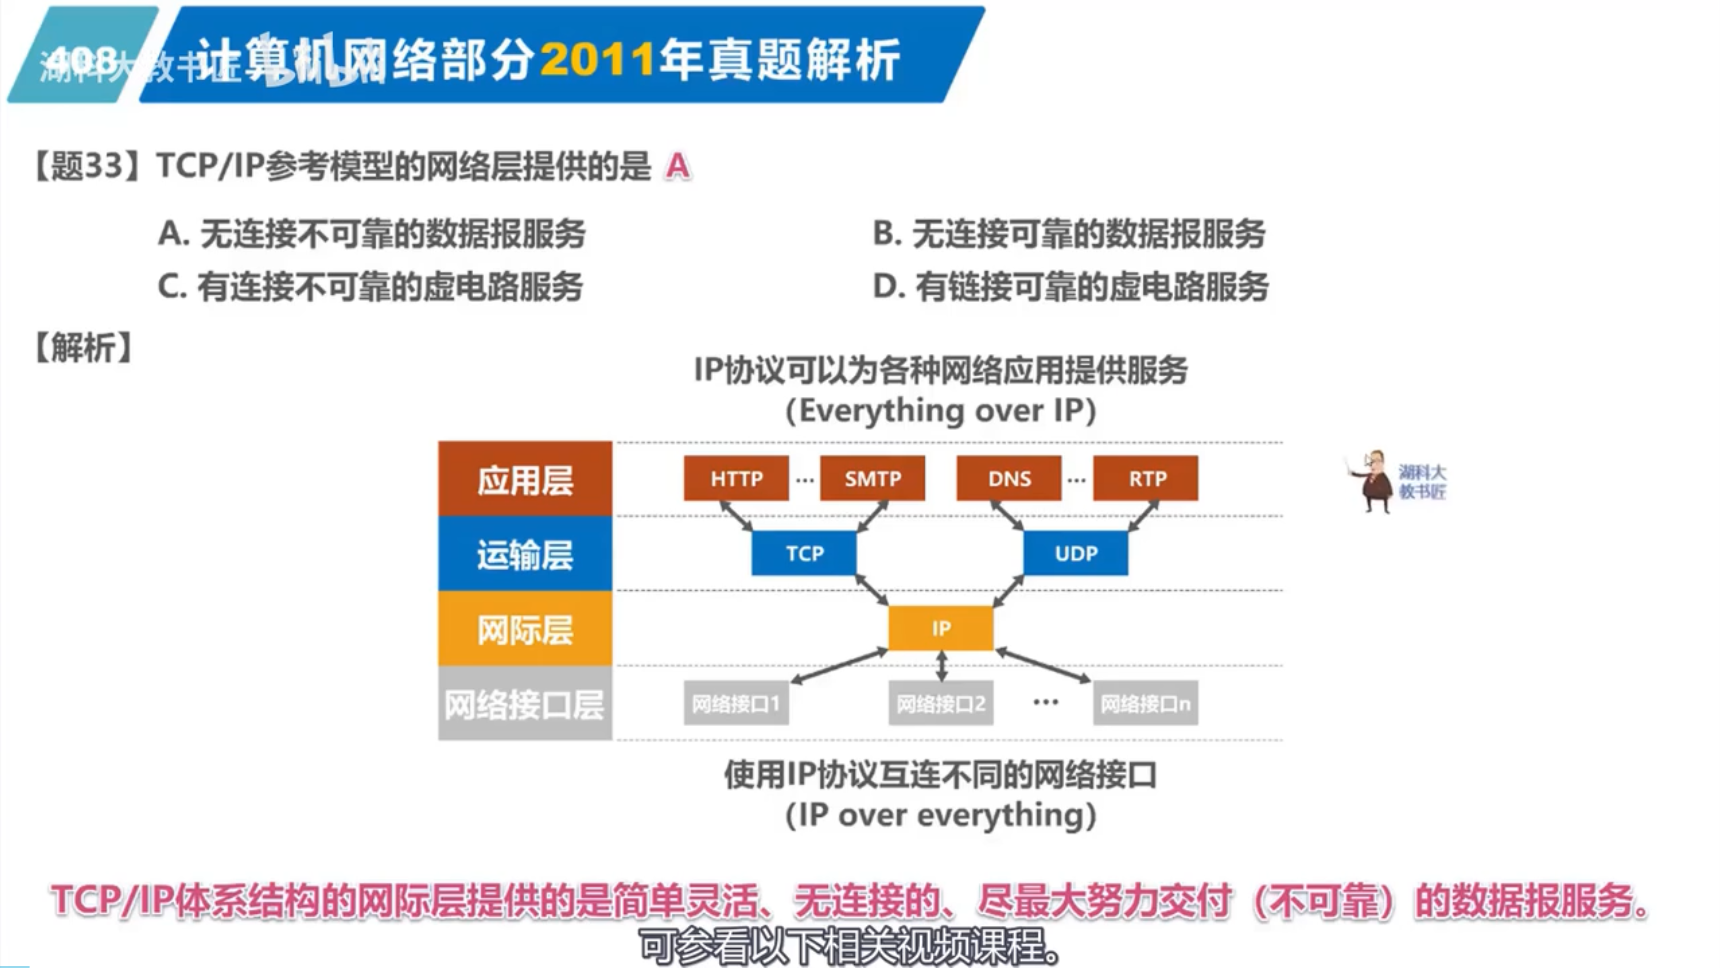 408 计算机网络部分2011年真题解析
湖科大教书匠 bilibili
【题33】TCP/IP参考模型的网络层提供的是 A
A. 无连接不可靠的数据报服务
B. 无连接可靠的数据报服务
C. 有连接不可靠的虚电路服务
D. 有链接可靠的虚电路服务
【解析】
IP协议可以为各种网络应用提供服务
（Everything over IP）
应用层 HTTP ... SMTP DNS ... RTP
湖科大
教书匠
运输层 TCP UDP
网际层 IP
网络接口层 网络接口1 网络接口2 ... 网络接口n
使用IP协议互连不同的网络接口
（IP over everything）
TCP/IP体系结构的网际层提供的是简单灵活、无连接的、尽最大努力交付（不可靠）的数据报服务。
可参看以下相关视频课程。